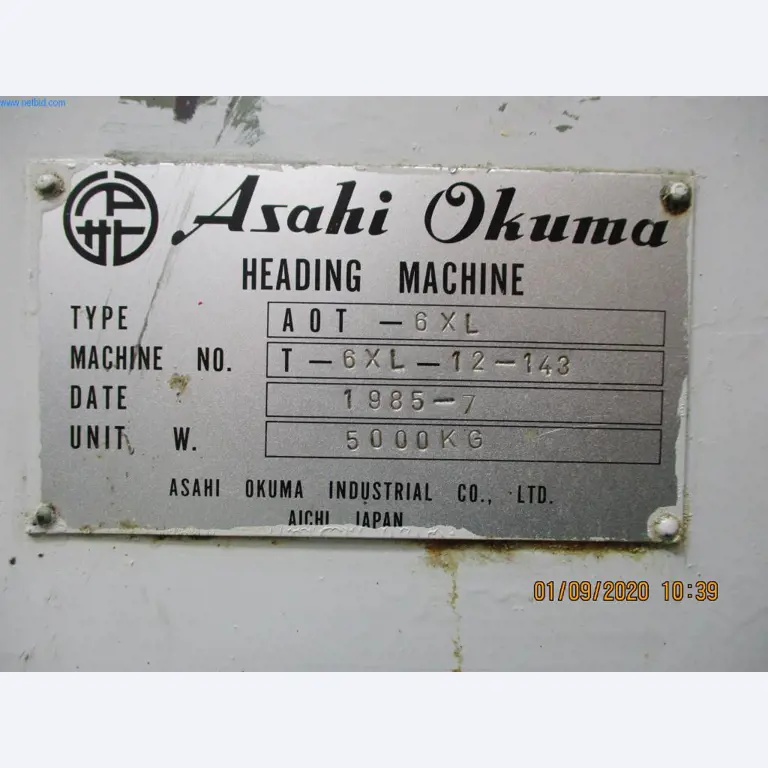 www.netbid.com
Asahi Okuma
HEADING MACHINE
TYPE AOT-6XL
MACHINE NO. T-6XL-12-143
DATE 1985-7
UNIT W. 5000KG
ASAHI OKUMA INDUSTRIAL CO., LTD.
AICHI JAPAN
01/09/2020 10:39